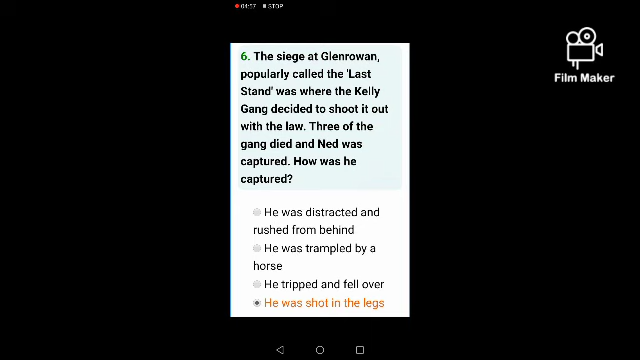 04:57 STOP
Film Maker
6. The siege at Glenrowan,
popularly called the 'Last
Stand' was where the Kelly
Gang decided to shoot it out
with the law. Three of the
gang died and Ned was
captured. How was he
captured?
He was distracted and
rushed from behind
He was trampled by a
horse
He tripped and fell over
He was shot in the legs